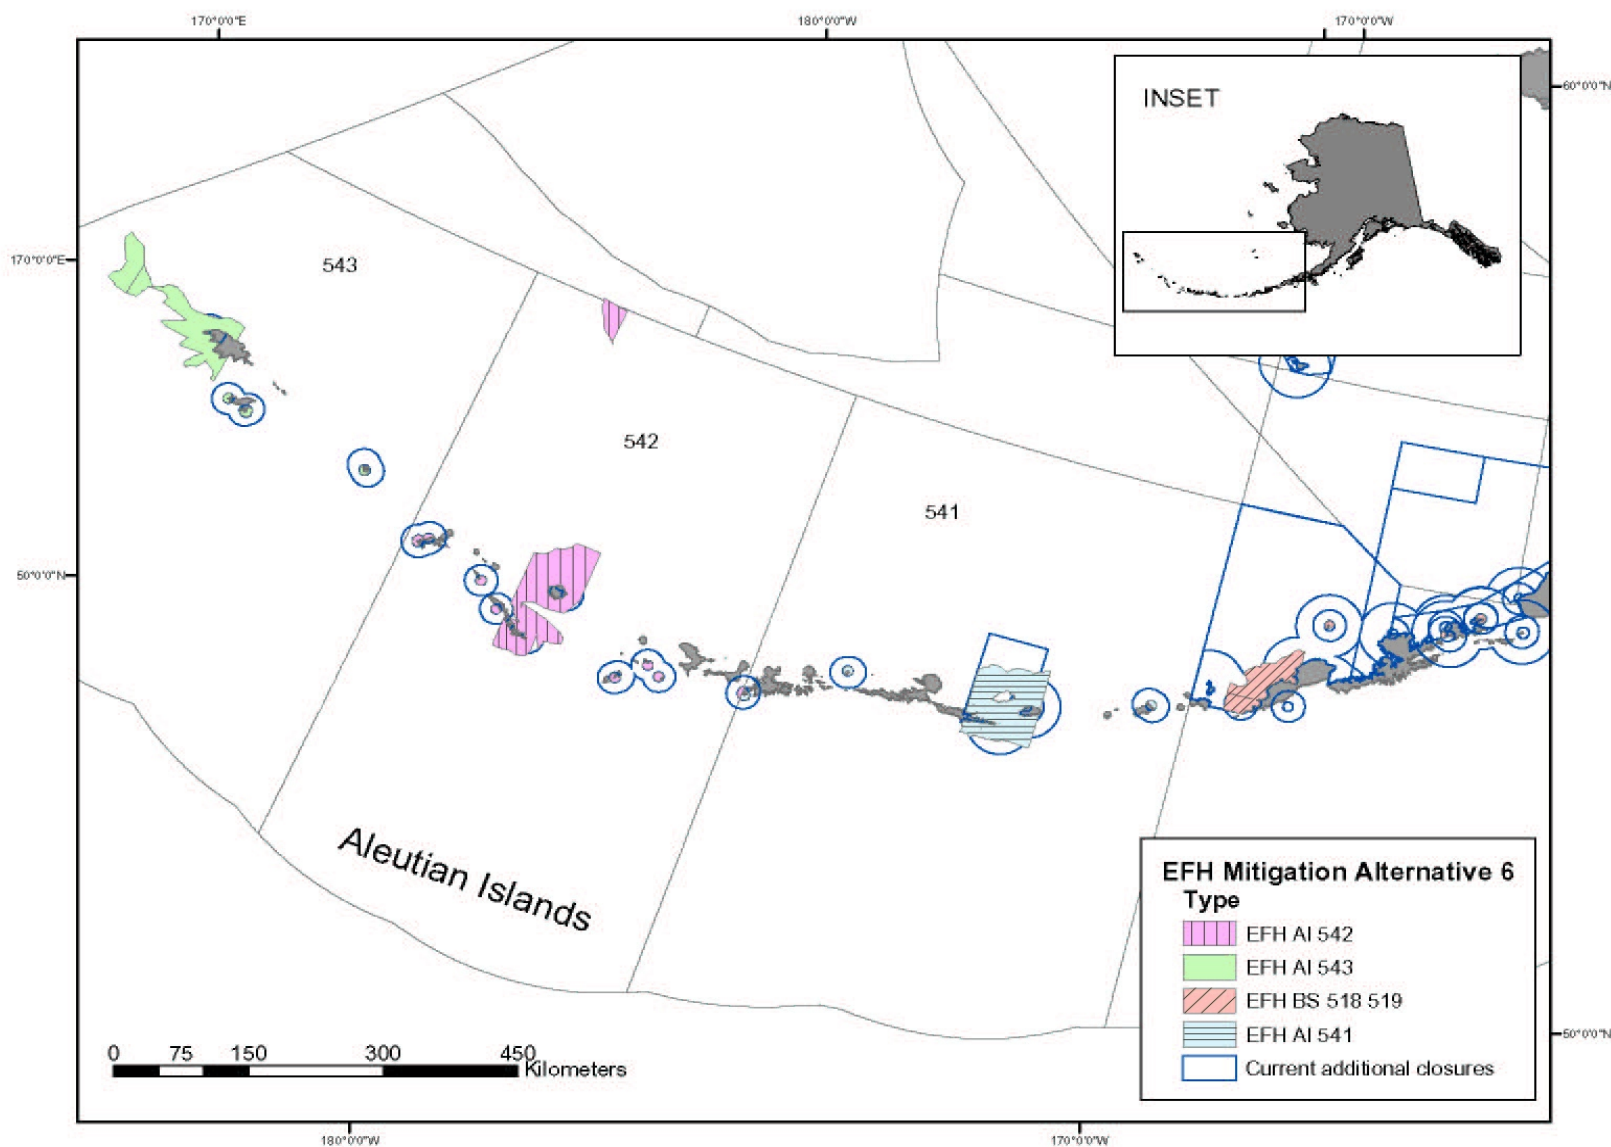 170°0'0"E
180°0'0"W
170°0'0"W
INSET
60°0'0"N
170°0'0"E
543
542
541
50°0'0"N
Aleutian Islands
EFH Mitigation Alternative 6
Type
EFH AI 542
EFH AI 543
EFH BS 518 519
EFH AI 541
Current additional closures
50°0'0"N
0 75 150 300 450
Kilometers
180°0'0"W
170°0'0"W